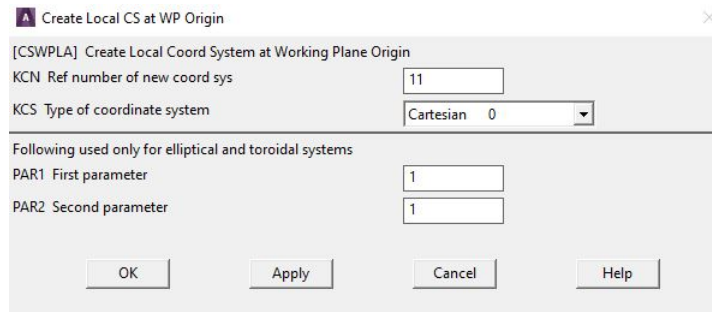 Create Local CS at WP Origin
[CSWPLA] Create Local Coord System at Working Plane Origin
KCN Ref number of new coord sys 11
KCS Type of coordinate system Cartesian 0
Following used only for elliptical and toroidal systems
PAR1 First parameter 1
PAR2 Second parameter 1
OK Apply Cancel Help